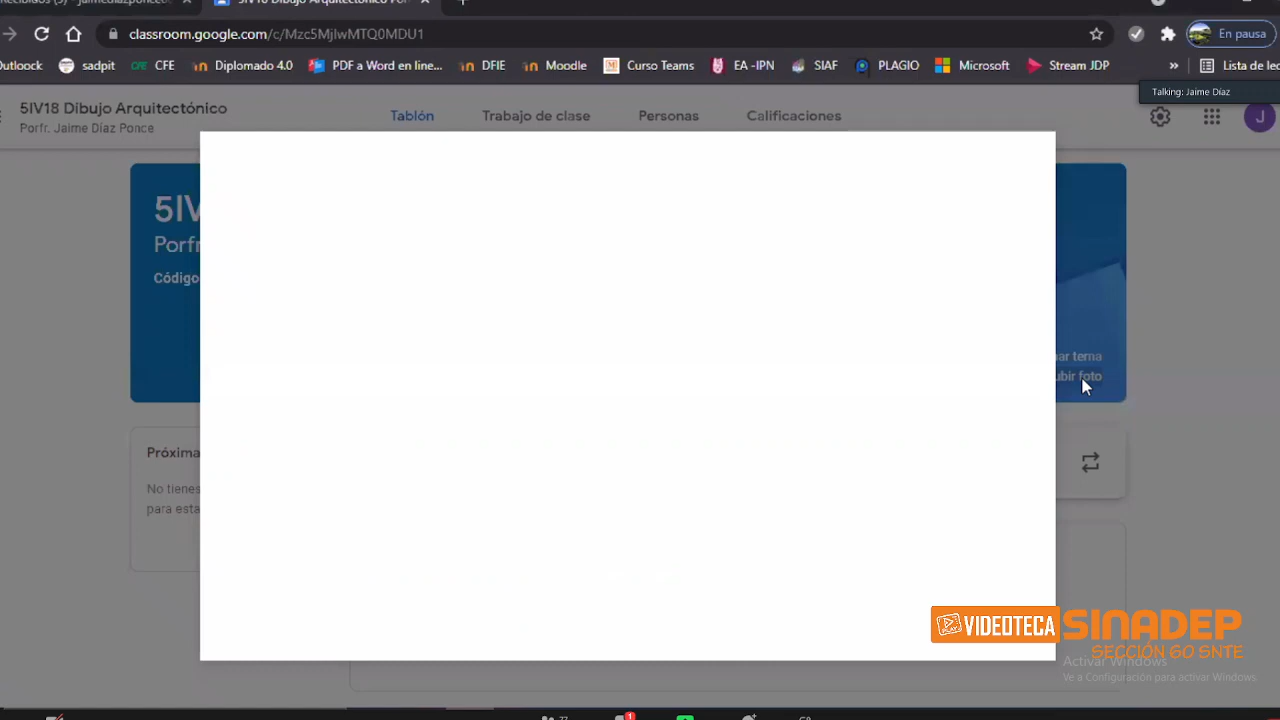 5IV18 Dibujo Arquitectónico
classroom.google.com/c/Mzc5MjIwMTQ0MDU1
En pausa
Outloock sadpit CFE Diplomado 4.0 PDF a Word en line... DFIE Moodle Curso Teams EA -IPN SIAF PLAGIO Microsoft Stream JDP » Lista de lec
Talking: Jaime Díaz
5IV18 Dibujo Arquitectónico
Porfr. Jaime Díaz Ponce
Tablón Trabajo de clase Personas Calificaciones
J
5IV
Porfr
Código
ar tema
ubir foto
Próxima
No tienes
para esta
VIDEOTECA SINADEP
SECCIÓN 60 SNTE
Activar Windows
Ve a Configuración para activar Windows